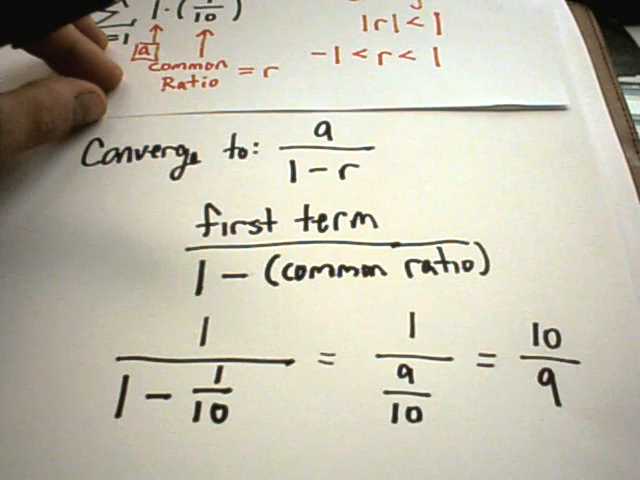 ∑ 1·(1/10)
=1
|r| < 1
a
common
Ratio = r
-1 < r < 1
Converge to: a/(1-r)
first term
1 - (common ratio)
1/(1 - 1/10) = 1/(9/10) = 10/9